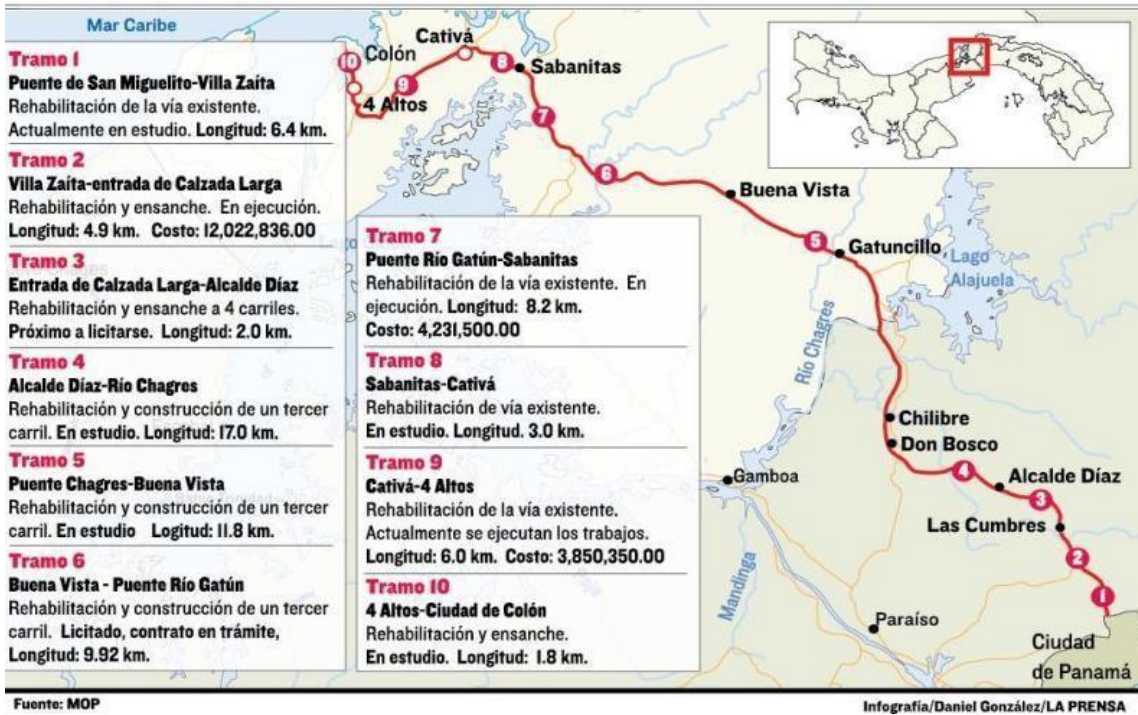 Mar Caribe
Tramo 1
Puente de San Miguelito-Villa Zaíta
Rehabilitación de la vía existente.
Actualmente en estudio. Longitud: 6.4 km.
Tramo 2
Villa Zaíta-entrada de Calzada Larga
Rehabilitación y ensanche. En ejecución.
Longitud: 4.9 km. Costo: 12,022,836.00
Tramo 3
Entrada de Calzada Larga-Alcalde Díaz
Rehabilitación y ensanche a 4 carriles.
Próximo a licitarse. Longitud: 2.0 km.
Tramo 4
Alcalde Díaz-Río Chagres
Rehabilitación y construcción de un tercer
carril. En estudio. Longitud: 17.0 km.
Tramo 5
Puente Chagres-Buena Vista
Rehabilitación y construcción de un tercer
carril. En estudio Logitud: 11.8 km.
Tramo 6
Buena Vista - Puente Río Gatún
Rehabilitación y construcción de un tercer
carril. Licitado, contrato en trámite,
Longitud: 9.92 km.
Tramo 7
Puente Río Gatún-Sabanitas
Rehabilitación de la vía existente. En
ejecución. Longitud: 8.2 km.
Costo: 4,231,500.00
Tramo 8
Sabanitas-Cativá
Rehabilitación de vía existente.
En estudio. Longitud. 3.0 km.
Tramo 9
Cativá-4 Altos
Rehabilitación de la vía existente.
Actualmente se ejecutan los trabajos.
Longitud: 6.0 km. Costo: 3,850,350.00
Tramo 10
4 Altos-Ciudad de Colón
Rehabilitación y ensanche.
En estudio. Longitud: 1.8 km.
10
Colón
4 Altos
9
Cativá
8
Sabanitas
7
6
Buena Vista
5
Gatuncillo
Lago
Alajuela
Río Chagres
Chilibre
Don Bosco
4
Alcalde Díaz
3
Las Cumbres
2
1
Gamboa
Mandinga
Paraíso
Ciudad
de Panamá
Fuente: MOP
Infografía/Daniel González/LA PRENSA